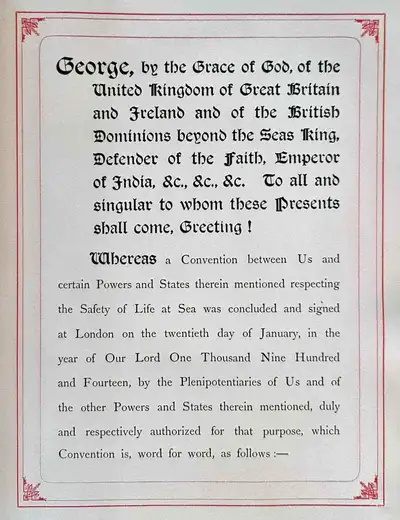 George, by the Grace of God, of the
United Kingdom of Great Britain
and Ireland and of the British
Dominions beyond the Seas King,
Defender of the Faith, Emperor
of India, &c., &c., &c. To all and
singular to whom these Presents
shall come, Greeting !
Whereas a Convention between Us and
certain Powers and States therein mentioned respecting
the Safety of Life at Sea was concluded and signed
at London on the twentieth day of January, in the
year of Our Lord One Thousand Nine Hundred
and Fourteen, by the Plenipotentiaries of Us and of
the other Powers and States therein mentioned, duly
and respectively authorized for that purpose, which
Convention is, word for word, as follows :—